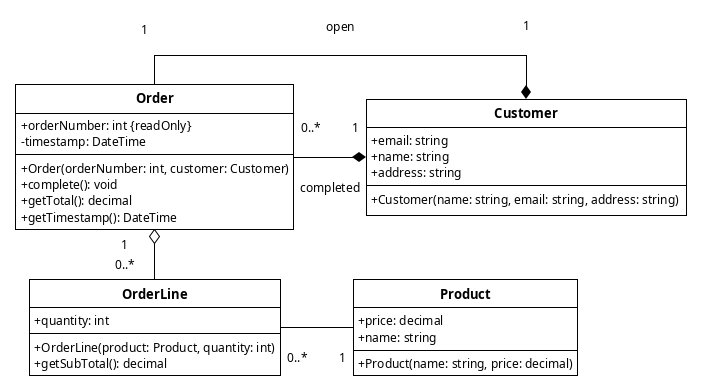 1
open
1
Order
+orderNumber: int {readOnly}
-timestamp: DateTime
+Order(orderNumber: int, customer: Customer)
+complete(): void
+getTotal(): decimal
+getTimestamp(): DateTime
0..*
1
completed
Customer
+email: string
+name: string
+address: string
+Customer(name: string, email: string, address: string)
1
0..*
OrderLine
+quantity: int
+OrderLine(product: Product, quantity: int)
+getSubTotal(): decimal
0..*
1
Product
+price: decimal
+name: string
+Product(name: string, price: decimal)